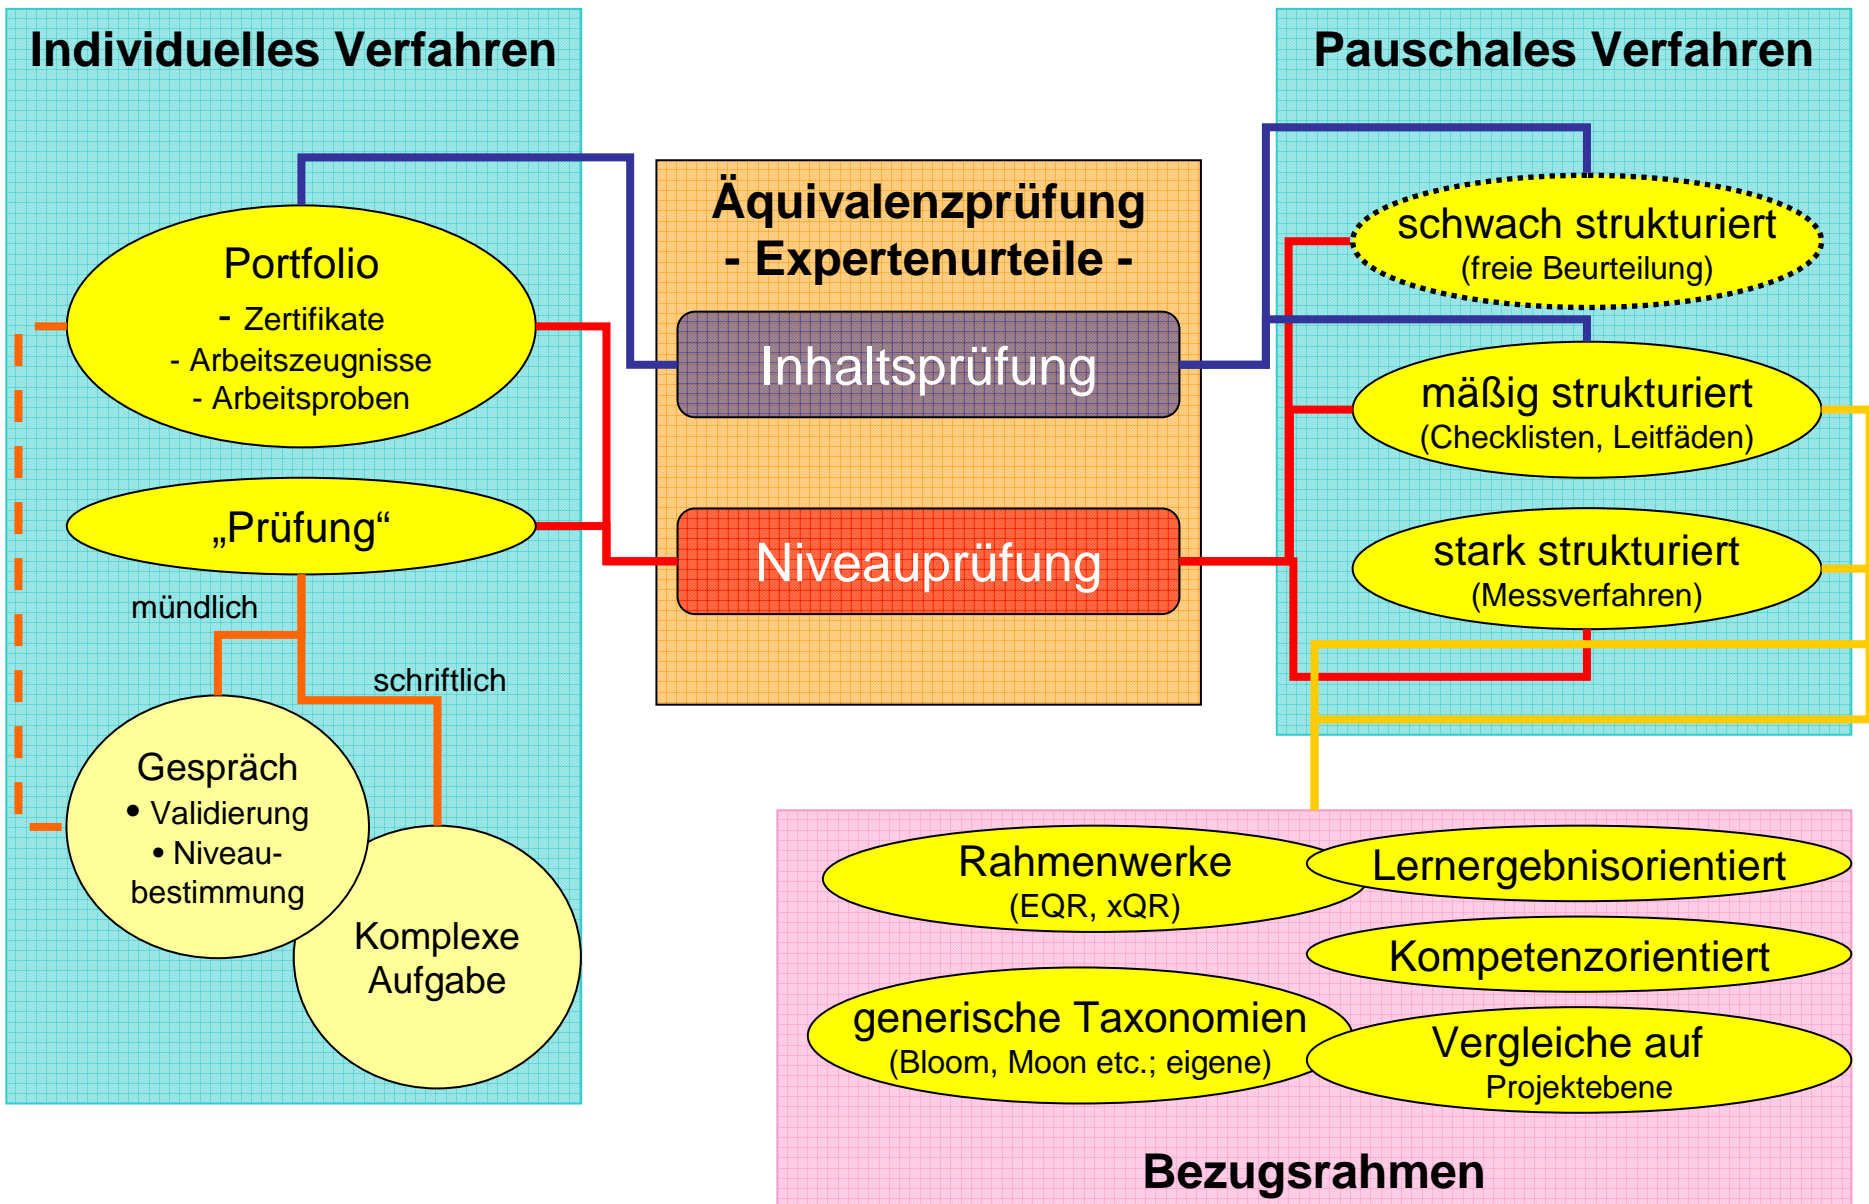 Individuelles Verfahren
Portfolio
- Zertifikate
- Arbeitszeugnisse
- Arbeitsproben
„Prüfung“
mündlich
schriftlich
Gespräch
• Validierung
• Niveau-
bestimmung
Komplexe
Aufgabe
Äquivalenzprüfung
- Expertenurteile -
Inhaltsprüfung
Niveauprüfung
Pauschales Verfahren
schwach strukturiert
(freie Beurteilung)
mäßig strukturiert
(Checklisten, Leitfäden)
stark strukturiert
(Messverfahren)
Rahmenwerke
(EQR, xQR)
generische Taxonomien
(Bloom, Moon etc.; eigene)
Lernergebnisorientiert
Kompetenzorientiert
Vergleiche auf
Projektebene
Bezugsrahmen